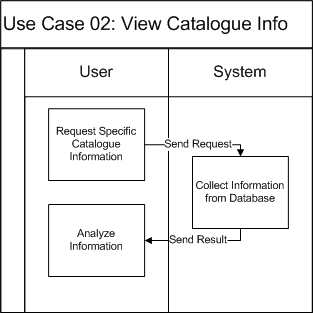 Use Case 02: View Catalogue Info
User
System
Request Specific
Catalogue
Information
Send Request
Collect Information
from Database
Analyze
Information
Send Result